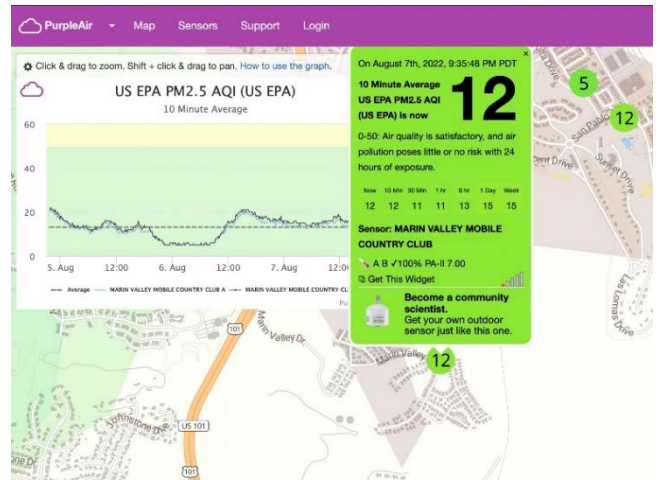 PurpleAir
Map
Sensors
Support
Login
Click & drag to zoom. Shift + click & drag to pan. How to use the graph.
US EPA PM2.5 AQI (US EPA)
10 Minute Average
60
40
20
0
5. Aug
12:00
6. Aug
12:00
7. Aug
12:0
Average
MARIN VALLEY MOBILE COUNTRY CLUB A
MARIN VALLEY MOBILE COUNTRY CL
On August 7th, 2022, 9:35:48 PM PDT
×
10 Minute Average
US EPA PM2.5 AQI
(US EPA) is now
12
0-50: Air quality is satisfactory, and air
pollution poses little or no risk with 24
hours of exposure.
Now 10 Min 30 Min 1 hr 6 hr 1 Day Week
12 12 11 11 13 15 15
Sensor: MARIN VALLEY MOBILE
COUNTRY CLUB
A B ✓100% PA-II 7.00
Get This Widget
Become a community
scientist.
Get your own outdoor
sensor just like this one.
5
12
San Pablo
Sunset Drive
cent Drive
Las Lomas Drive
Marin Valley Dr.
Marin Valley
12
101
US 101
Johnstone Drive
101